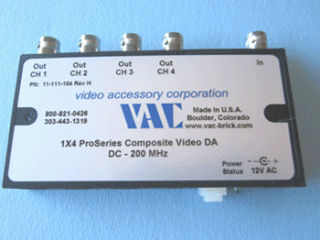 Out Out Out Out In
CH 1 CH 2 CH 3 CH 4
PN: 11-111-104 Rev H
video accessory corporation
800-821-0426
303-443-1319
VAC
Made in U.S.A.
Boulder, Colorado
www.vac-brick.com
1X4 ProSeries Composite Video DA
DC - 200 MHz
Power
Status
- +
12V AC